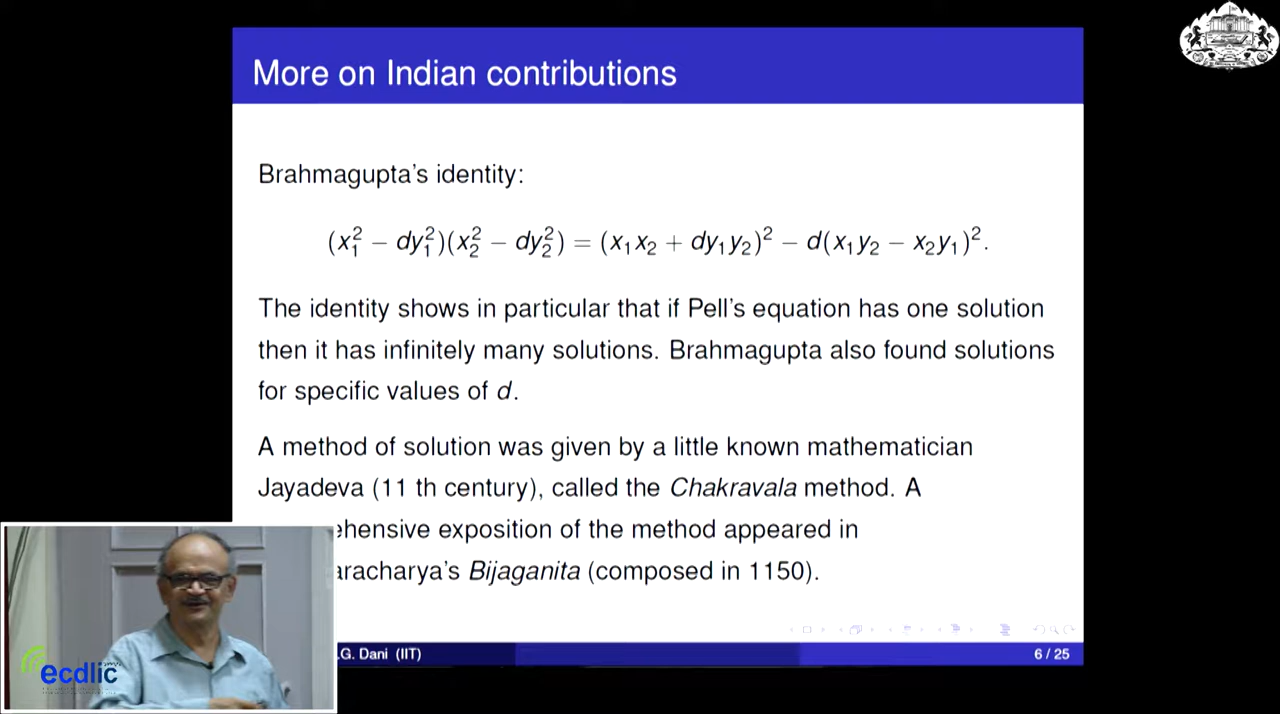 More on Indian contributions
Brahmagupta's identity:
(x₁² − dy₁²)(x₂² − dy₂²) = (x₁x₂ + dy₁y₂)² − d(x₁y₂ − x₂y₁)².
The identity shows in particular that if Pell's equation has one solution
then it has infinitely many solutions. Brahmagupta also found solutions
for specific values of d.
A method of solution was given by a little known mathematician
Jayadeva (11 th century), called the Chakravala method. A
ehensive exposition of the method appeared in
aracharya's Bijaganita (composed in 1150).
.G. Dani (IIT)
6 / 25
ecdlic